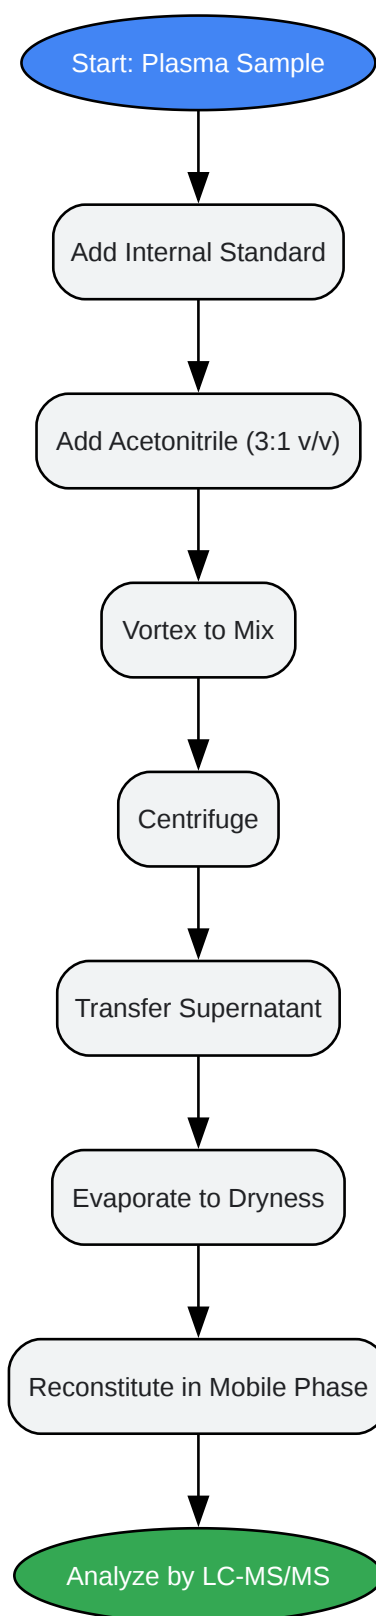 Start: Plasma Sample
Add Internal Standard
Add Acetonitrile (3:1 v/v)
Vortex to Mix
Centrifuge
Transfer Supernatant
Evaporate to Dryness
Reconstitute in Mobile Phase
Analyze by LC-MS/MS